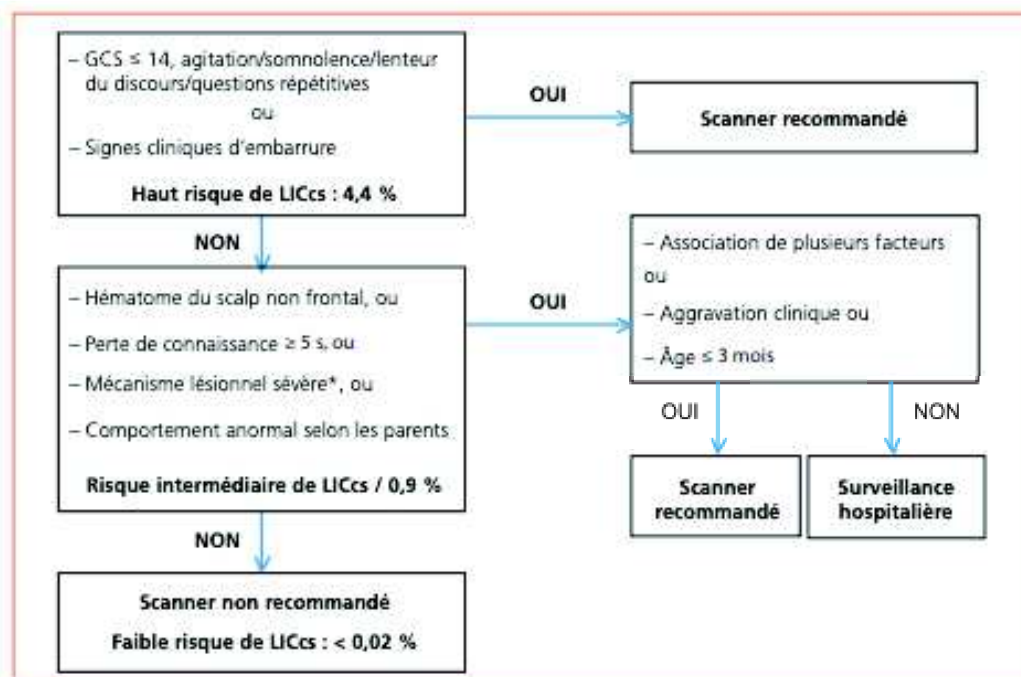 – GCS ≤ 14, agitation/somnolence/lenteur
du discours/questions répétitives
ou
– Signes cliniques d'embarrure
Haut risque de LICcs : 4,4 %
OUI
Scanner recommandé
NON
– Hématome du scalp non frontal, ou
– Perte de connaissance ≥ 5 s, ou
– Mécanisme lésionnel sévère*, ou
– Comportement anormal selon les parents
Risque intermédiaire de LICcs / 0,9 %
OUI
– Association de plusieurs facteurs
ou
– Aggravation clinique ou
– Âge ≤ 3 mois
OUI
NON
Scanner
recommandé
Surveillance
hospitalière
NON
Scanner non recommandé
Faible risque de LICcs : < 0,02 %